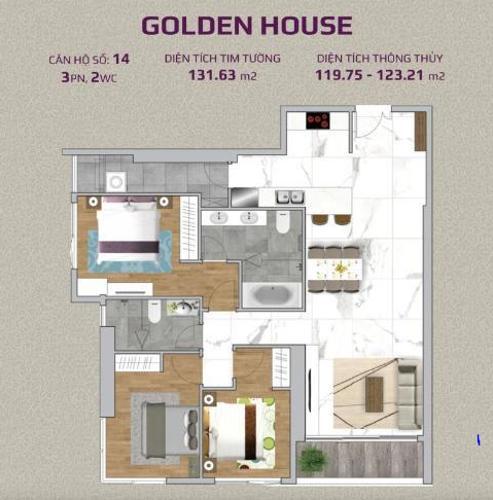 GOLDEN HOUSE
CĂN HỘ SỐ: 14
3PN, 2WC
DIỆN TÍCH TIM TƯỜNG
131.63 m2
DIỆN TÍCH THÔNG THỦY
119.75 - 123.21 m2